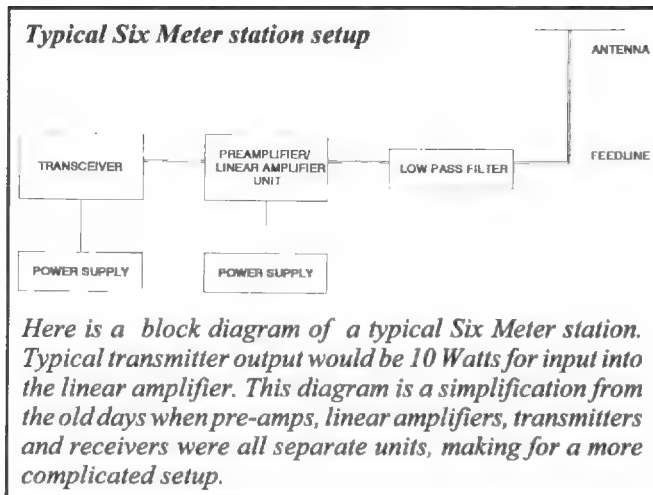 Typical Six Meter station setup
ANTENNA
FEEDLINE
TRANSCEIVER
PREAMPLIFIER/
LINEAR AMPLIFIER
UNIT
LOW PASS FILTER
POWER SUPPLY
POWER SUPPLY
Here is a block diagram of a typical Six Meter station.
Typical transmitter output would be 10 Watts for input into
the linear amplifier. This diagram is a simplification from
the old days when pre-amps, linear amplifiers, transmitters
and receivers were all separate units, making for a more
complicated setup.